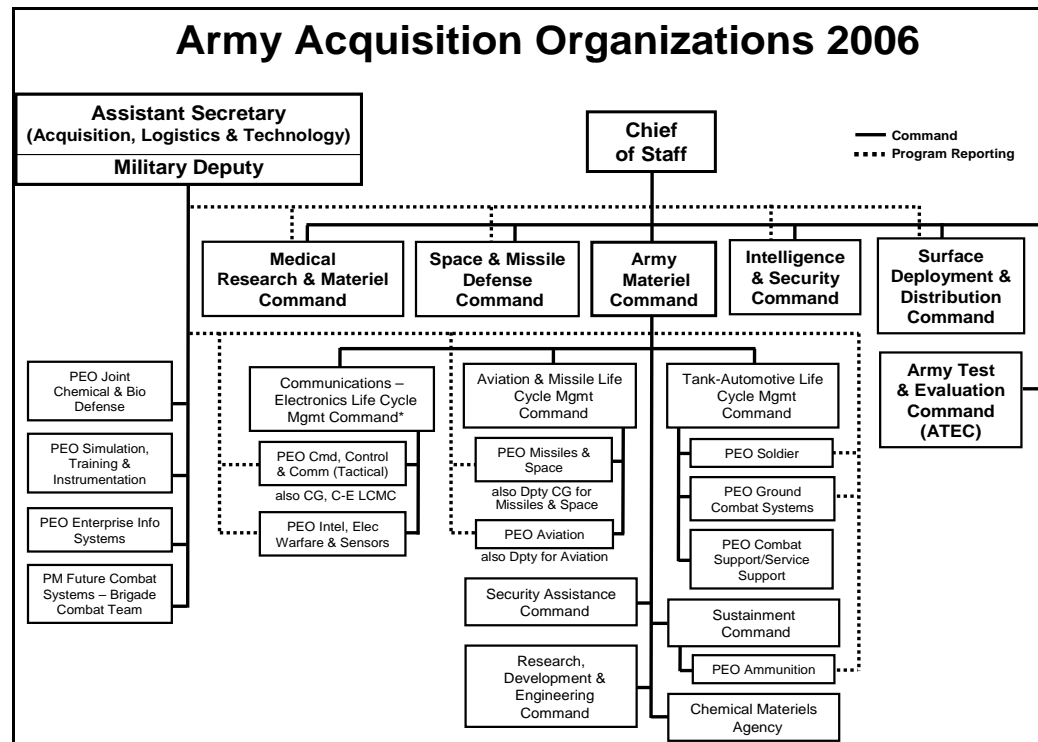 Army Acquisition Organizations 2006
Assistant Secretary
(Acquisition, Logistics & Technology)
Military Deputy
Chief
of Staff
Command
Program Reporting
Medical
Research & Materiel
Command
Space & Missile
Defense
Command
Army
Materiel
Command
Intelligence
& Security
Command
Surface
Deployment &
Distribution
Command
PEO Joint
Chemical & Bio
Defense
PEO Simulation,
Training &
Instrumentation
PEO Enterprise Info
Systems
PM Future Combat
Systems – Brigade
Combat Team
Communications –
Electronics Life Cycle
Mgmt Command*
PEO Cmd, Control
& Comm (Tactical)
also CG, C-E LCMC
PEO Intel, Elec
Warfare & Sensors
Aviation & Missile Life
Cycle Mgmt
Command
PEO Missiles &
Space
also Dpty CG for
Missiles & Space
PEO Aviation
also Dpty for Aviation
Tank-Automotive Life
Cycle Mgmt
Command
PEO Soldier
PEO Ground
Combat Systems
PEO Combat
Support/Service
Support
Army Test
& Evaluation
Command
(ATEC)
Security Assistance
Command
Sustainment
Command
PEO Ammunition
Research,
Development &
Engineering
Command
Chemical Materiels
Agency